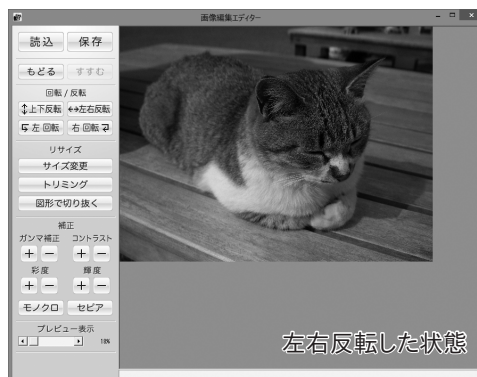 画像編集エディター
読込 保存
もどる すすむ
回転 / 反転
上下反転 左右反転
左回転 右回転
リサイズ
サイズ変更
トリミング
図形で切り抜く
補正
ガンマ補正 コントラスト
+ − + −
彩度 輝度
+ − + −
モノクロ セピア
プレビュー表示
左右反転した状態